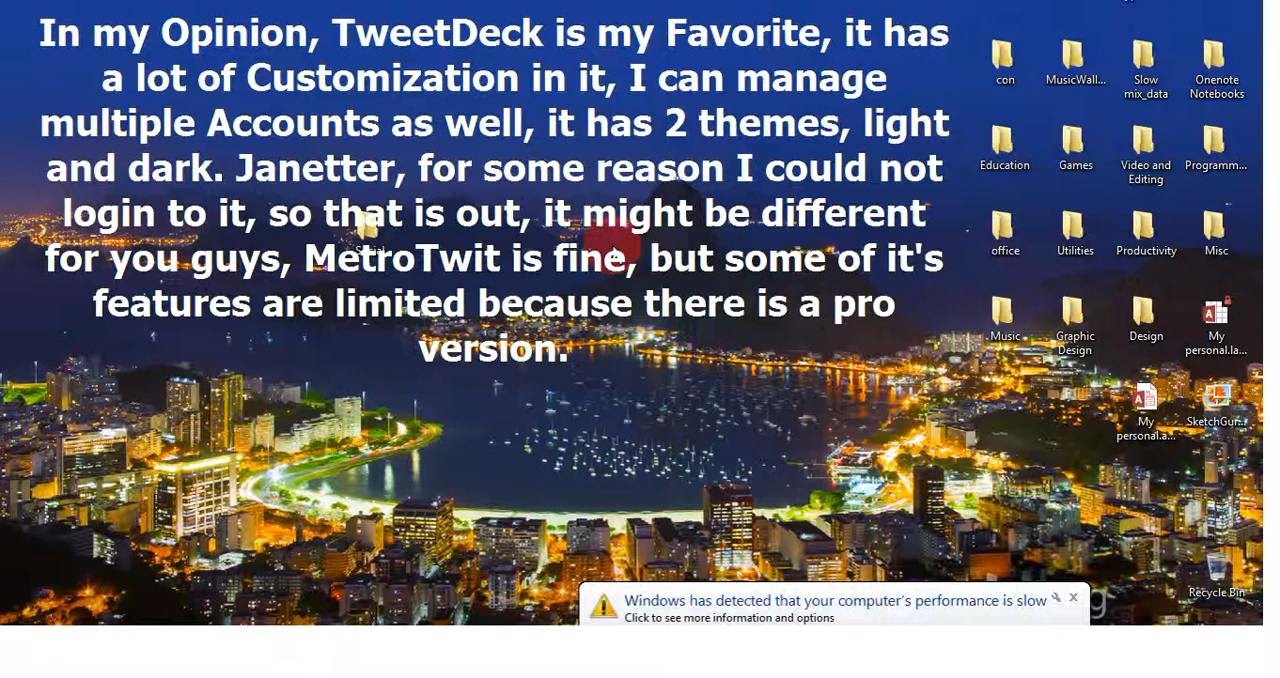 In my Opinion, TweetDeck is my Favorite, it has
a lot of Customization in it, I can manage
multiple Accounts as well, it has 2 themes, light
and dark. Janetter, for some reason I could not
login to it, so that is out, it might be different
for you guys, MetroTwit is fine, but some of it's
features are limited because there is a pro
version.
Social
con
MusicWall...
Slow
mix_data
Onenote
Notebooks
Education
Games
Video and
Editing
Programm...
office
Utilities
Productivity
Misc
Music
Graphic
Design
Design
My
personal.la...
My
personal.a...
SketchGur...
Recycle Bin
Windows has detected that your computer's performance is slow
Click to see more information and options